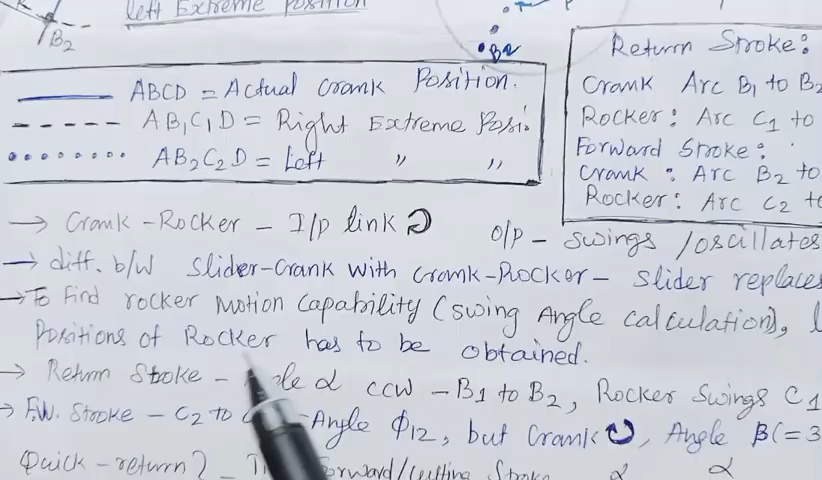 left Extreme Position
B2
B2
ABCD = Actual Crank Position.
AB1C1D = Right Extreme Posi.
AB2C2D = Left " "
Return Stroke:
Crank Arc B1 to B2
Rocker: Arc C1 to
Forward Stroke:
Crank : Arc B2 to
Rocker: Arc C2 to
→ Crank-Rocker - I/p link
O/P - swings /oscillates
→ diff. b/w Slider-Crank with Crank-Rocker - Slider replaces
→ To Find rocker Motion Capability (Swing Angle calculation),
Positions of Rocker has to be obtained.
→ Return Stroke - α CCW - B1 to B2, Rocker Swings C1
→ F.W. Stroke - C2 to - Angle Φ12, but Crank , Angle β(= 3
Quick-return? - Forward/Cutting Stroke
α α